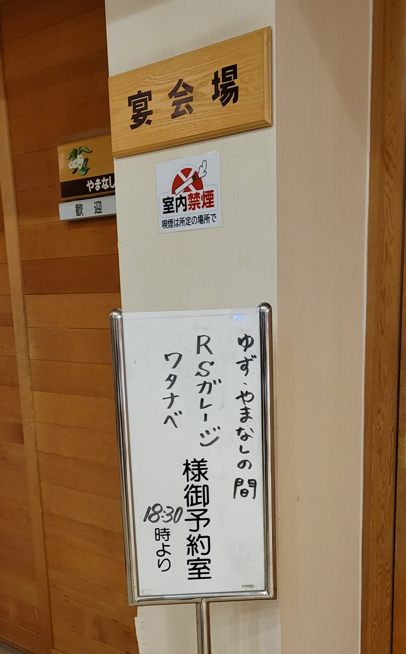 宴会場
やまなし
歓迎
室内禁煙
喫煙は所定の場所で
ゆず・やまなしの間
RSガレージ
ワタナベ
様御予約室
18:30
時より